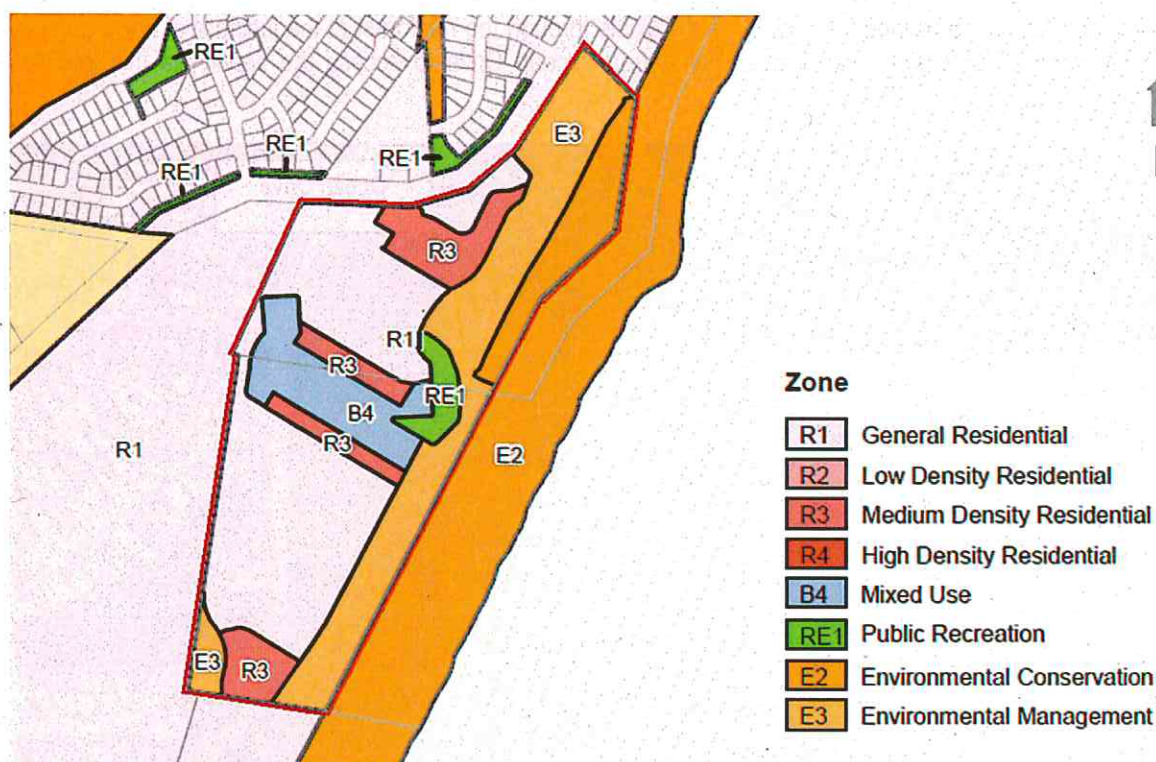 RE1
E3
RE1
RE1
RE1
R3
R1
R3
RE1
B4
R3
R1
E2
E3
R3
Zone
R1 General Residential
R2 Low Density Residential
R3 Medium Density Residential
R4 High Density Residential
B4 Mixed Use
RE1 Public Recreation
E2 Environmental Conservation
E3 Environmental Management